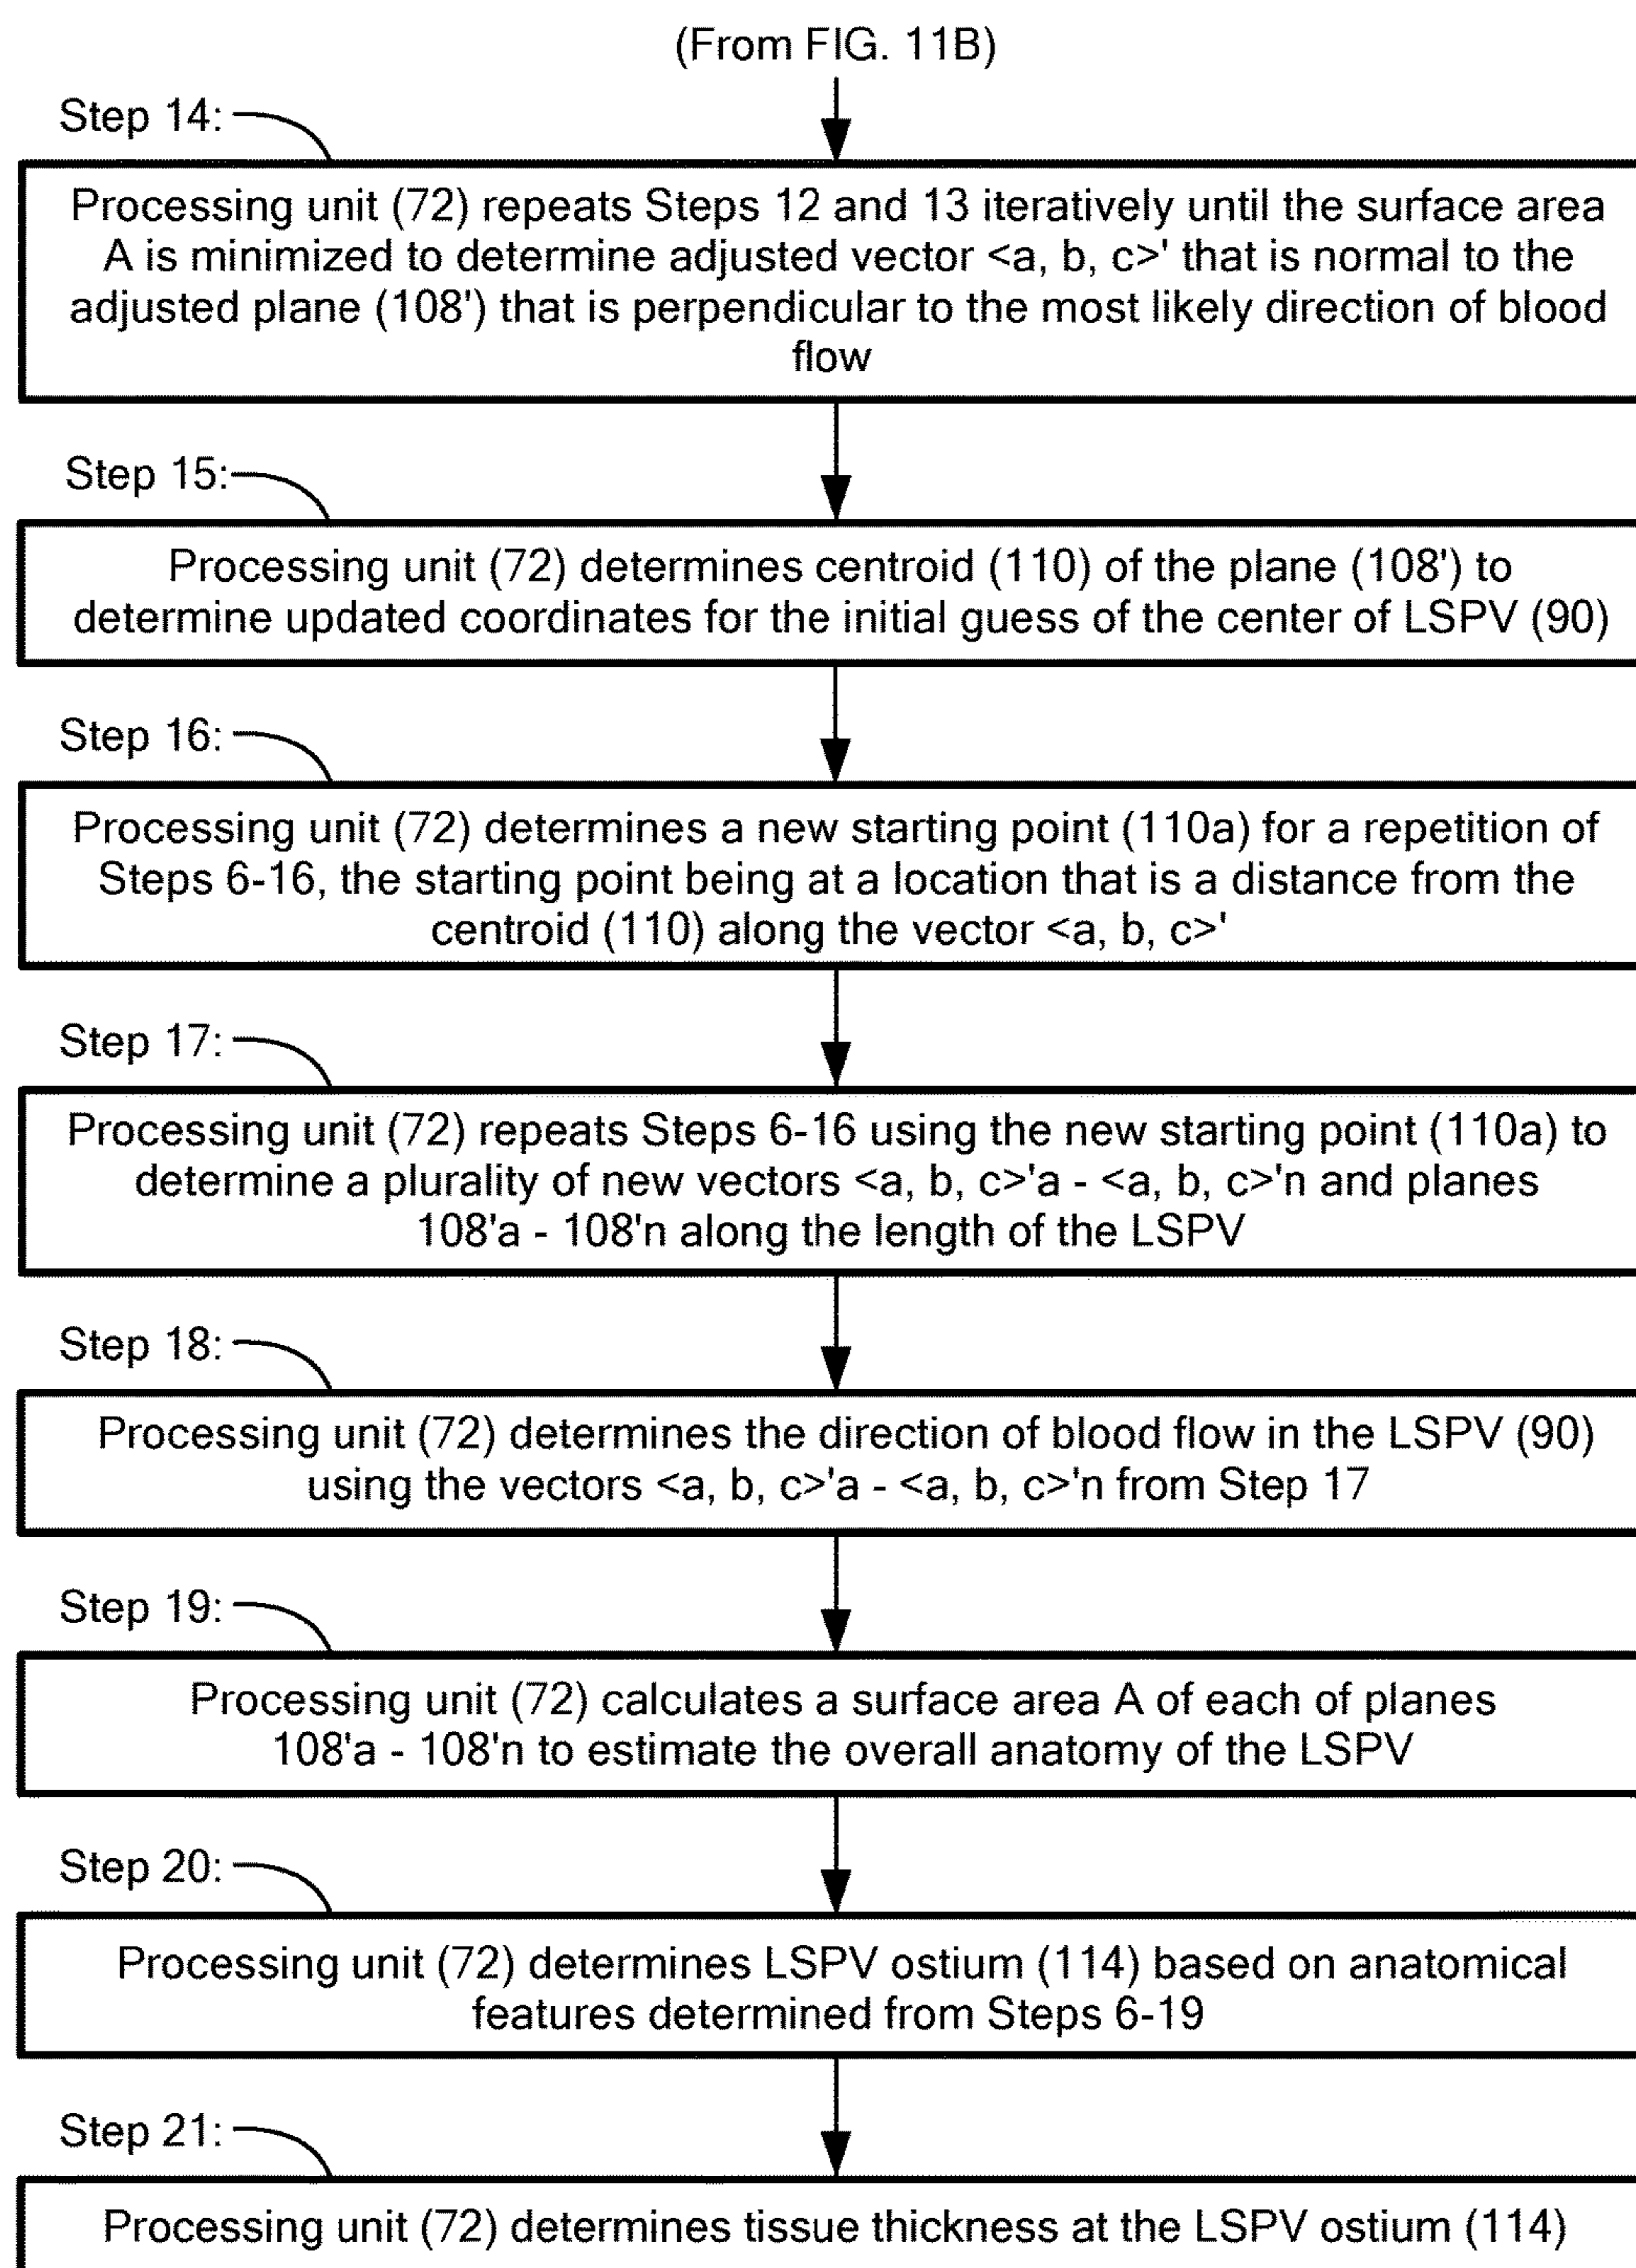 (From FIG. 11B)
Step 14:
Processing unit (72) repeats Steps 12 and 13 iteratively until the surface area
A is minimized to determine adjusted vector <a, b, c>' that is normal to the
adjusted plane (108') that is perpendicular to the most likely direction of blood
flow
Step 15:
Processing unit (72) determines centroid (110) of the plane (108') to
determine updated coordinates for the initial guess of the center of LSPV (90)
Step 16:
Processing unit (72) determines a new starting point (110a) for a repetition of
Steps 6-16, the starting point being at a location that is a distance from the
centroid (110) along the vector <a, b, c>'
Step 17:
Processing unit (72) repeats Steps 6-16 using the new starting point (110a) to
determine a plurality of new vectors <a, b, c>'a - <a, b, c>'n and planes
108'a - 108'n along the length of the LSPV
Step 18:
Processing unit (72) determines the direction of blood flow in the LSPV (90)
using the vectors <a, b, c>'a - <a, b, c>'n from Step 17
Step 19:
Processing unit (72) calculates a surface area A of each of planes
108'a - 108'n to estimate the overall anatomy of the LSPV
Step 20:
Processing unit (72) determines LSPV ostium (114) based on anatomical
features determined from Steps 6-19
Step 21:
Processing unit (72) determines tissue thickness at the LSPV ostium (114)